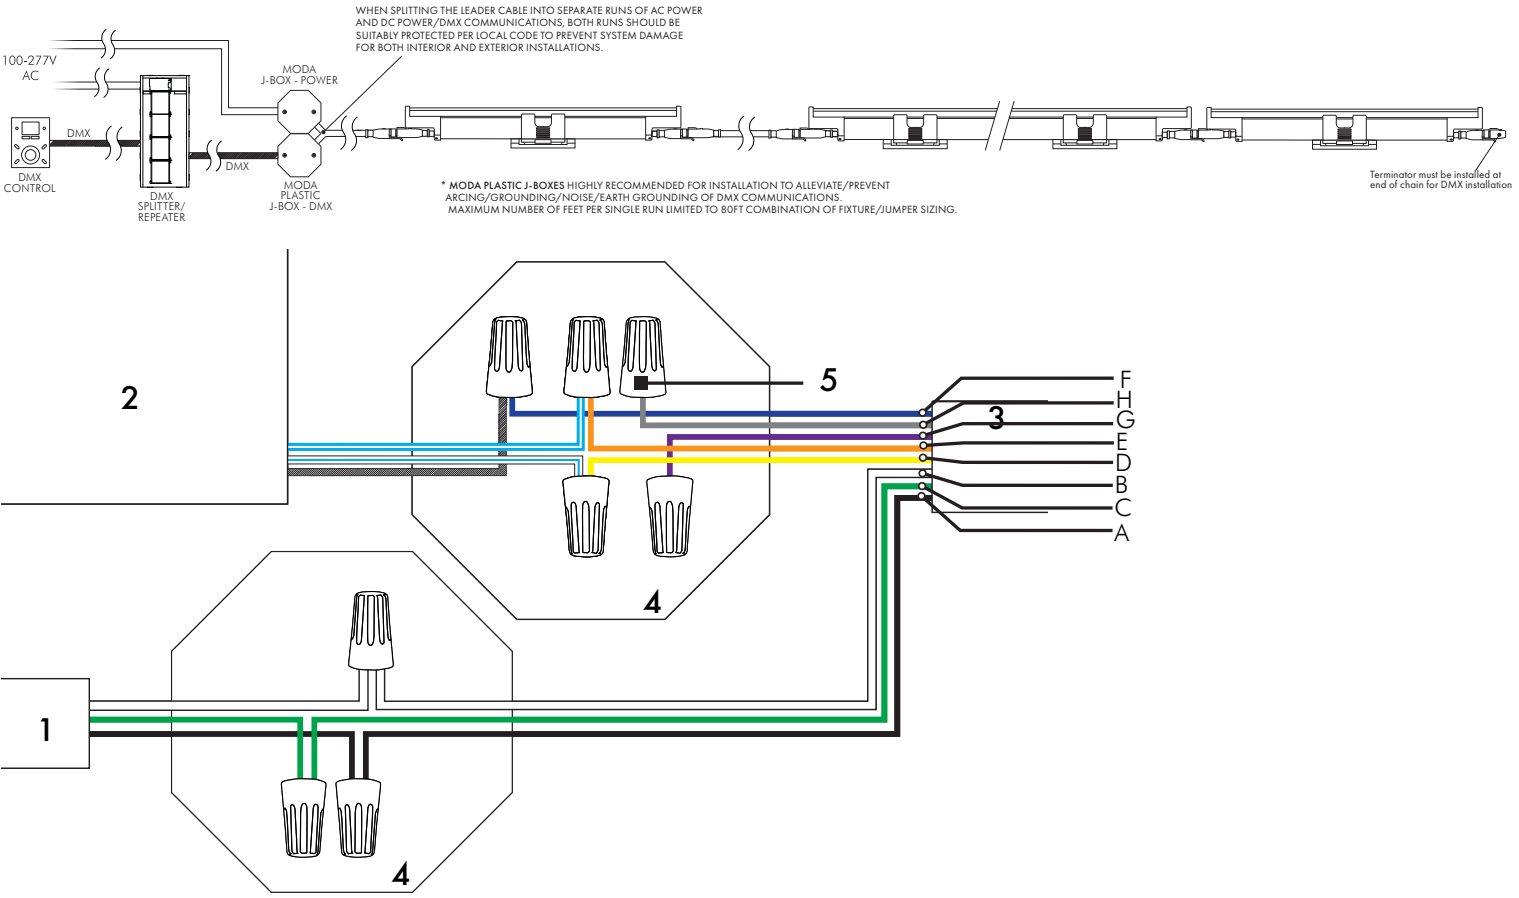 WHEN SPLITTING THE LEADER CABLE INTO SEPARATE RUNS OF AC POWER
AND DC POWER/DMX COMMUNICATIONS, BOTH RUNS SHOULD BE
SUITABLY PROTECTED PER LOCAL CODE TO PREVENT SYSTEM DAMAGE
FOR BOTH INTERIOR AND EXTERIOR INSTALLATIONS.
100-277V
AC
MODA
J-BOX - POWER
DMX
DMX
CONTROL
DMX
SPLITTER/
REPEATER
DMX
MODA
PLASTIC
J-BOX - DMX
* MODA PLASTIC J-BOXES HIGHLY RECOMMENDED FOR INSTALLATION TO ALLEVIATE/PREVENT
ARCING/GROUNDING/NOISE/EARTH GROUNDING OF DMX COMMUNICATIONS.
MAXIMUM NUMBER OF FEET PER SINGLE RUN LIMITED TO 80FT COMBINATION OF FIXTURE/JUMPER SIZING.
Terminator must be installed at
end of chain for DMX installation
2
5
3
F
H
G
E
D
B
C
A
4
1
4